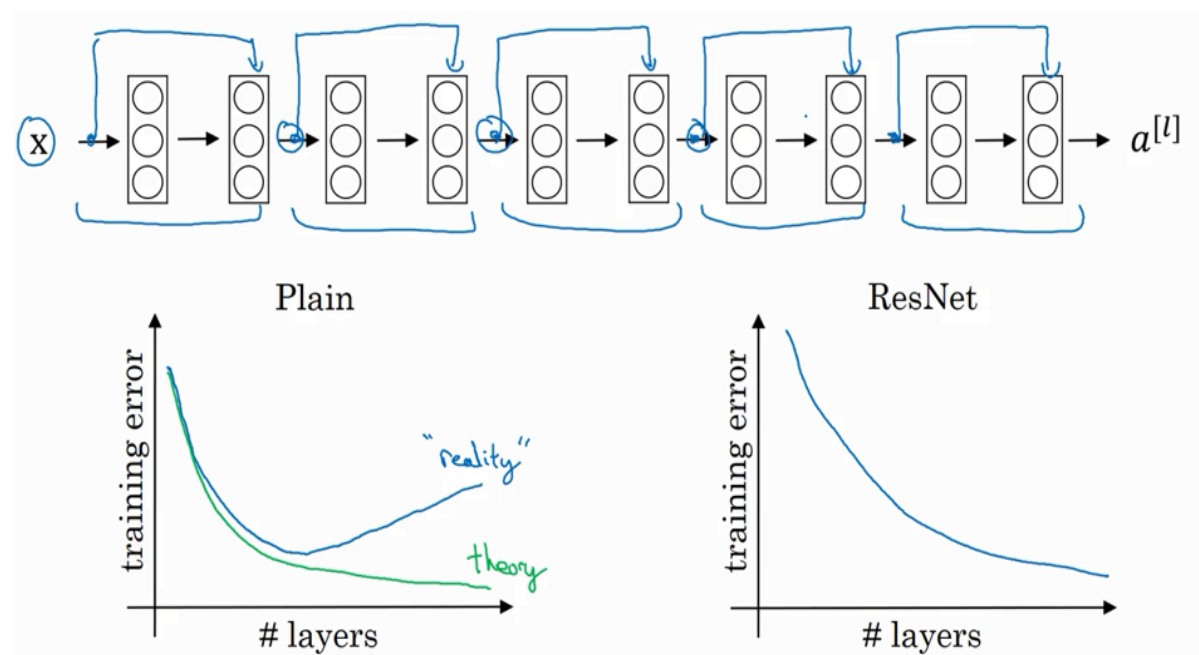 x
a^[l]
Plain
ResNet
training error
"reality"
theory
# layers
training error
# layers